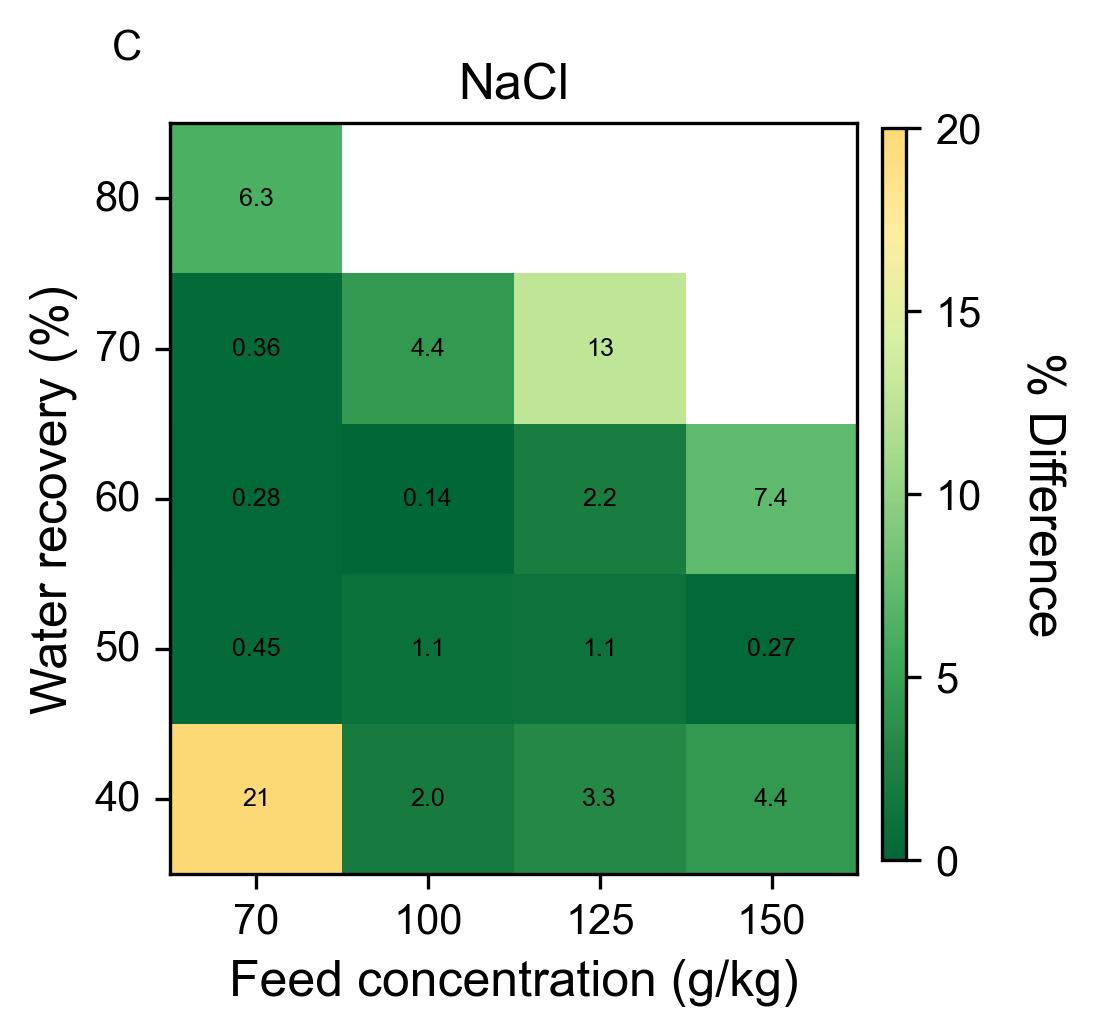 C
NaCl
80 6.3
70 0.36 4.4 13
60 0.28 0.14 2.2 7.4
50 0.45 1.1 1.1 0.27
40 21 2.0 3.3 4.4
70 100 125 150
Feed concentration (g/kg)
Water recovery (%)
20
15
10
5
0
% Difference